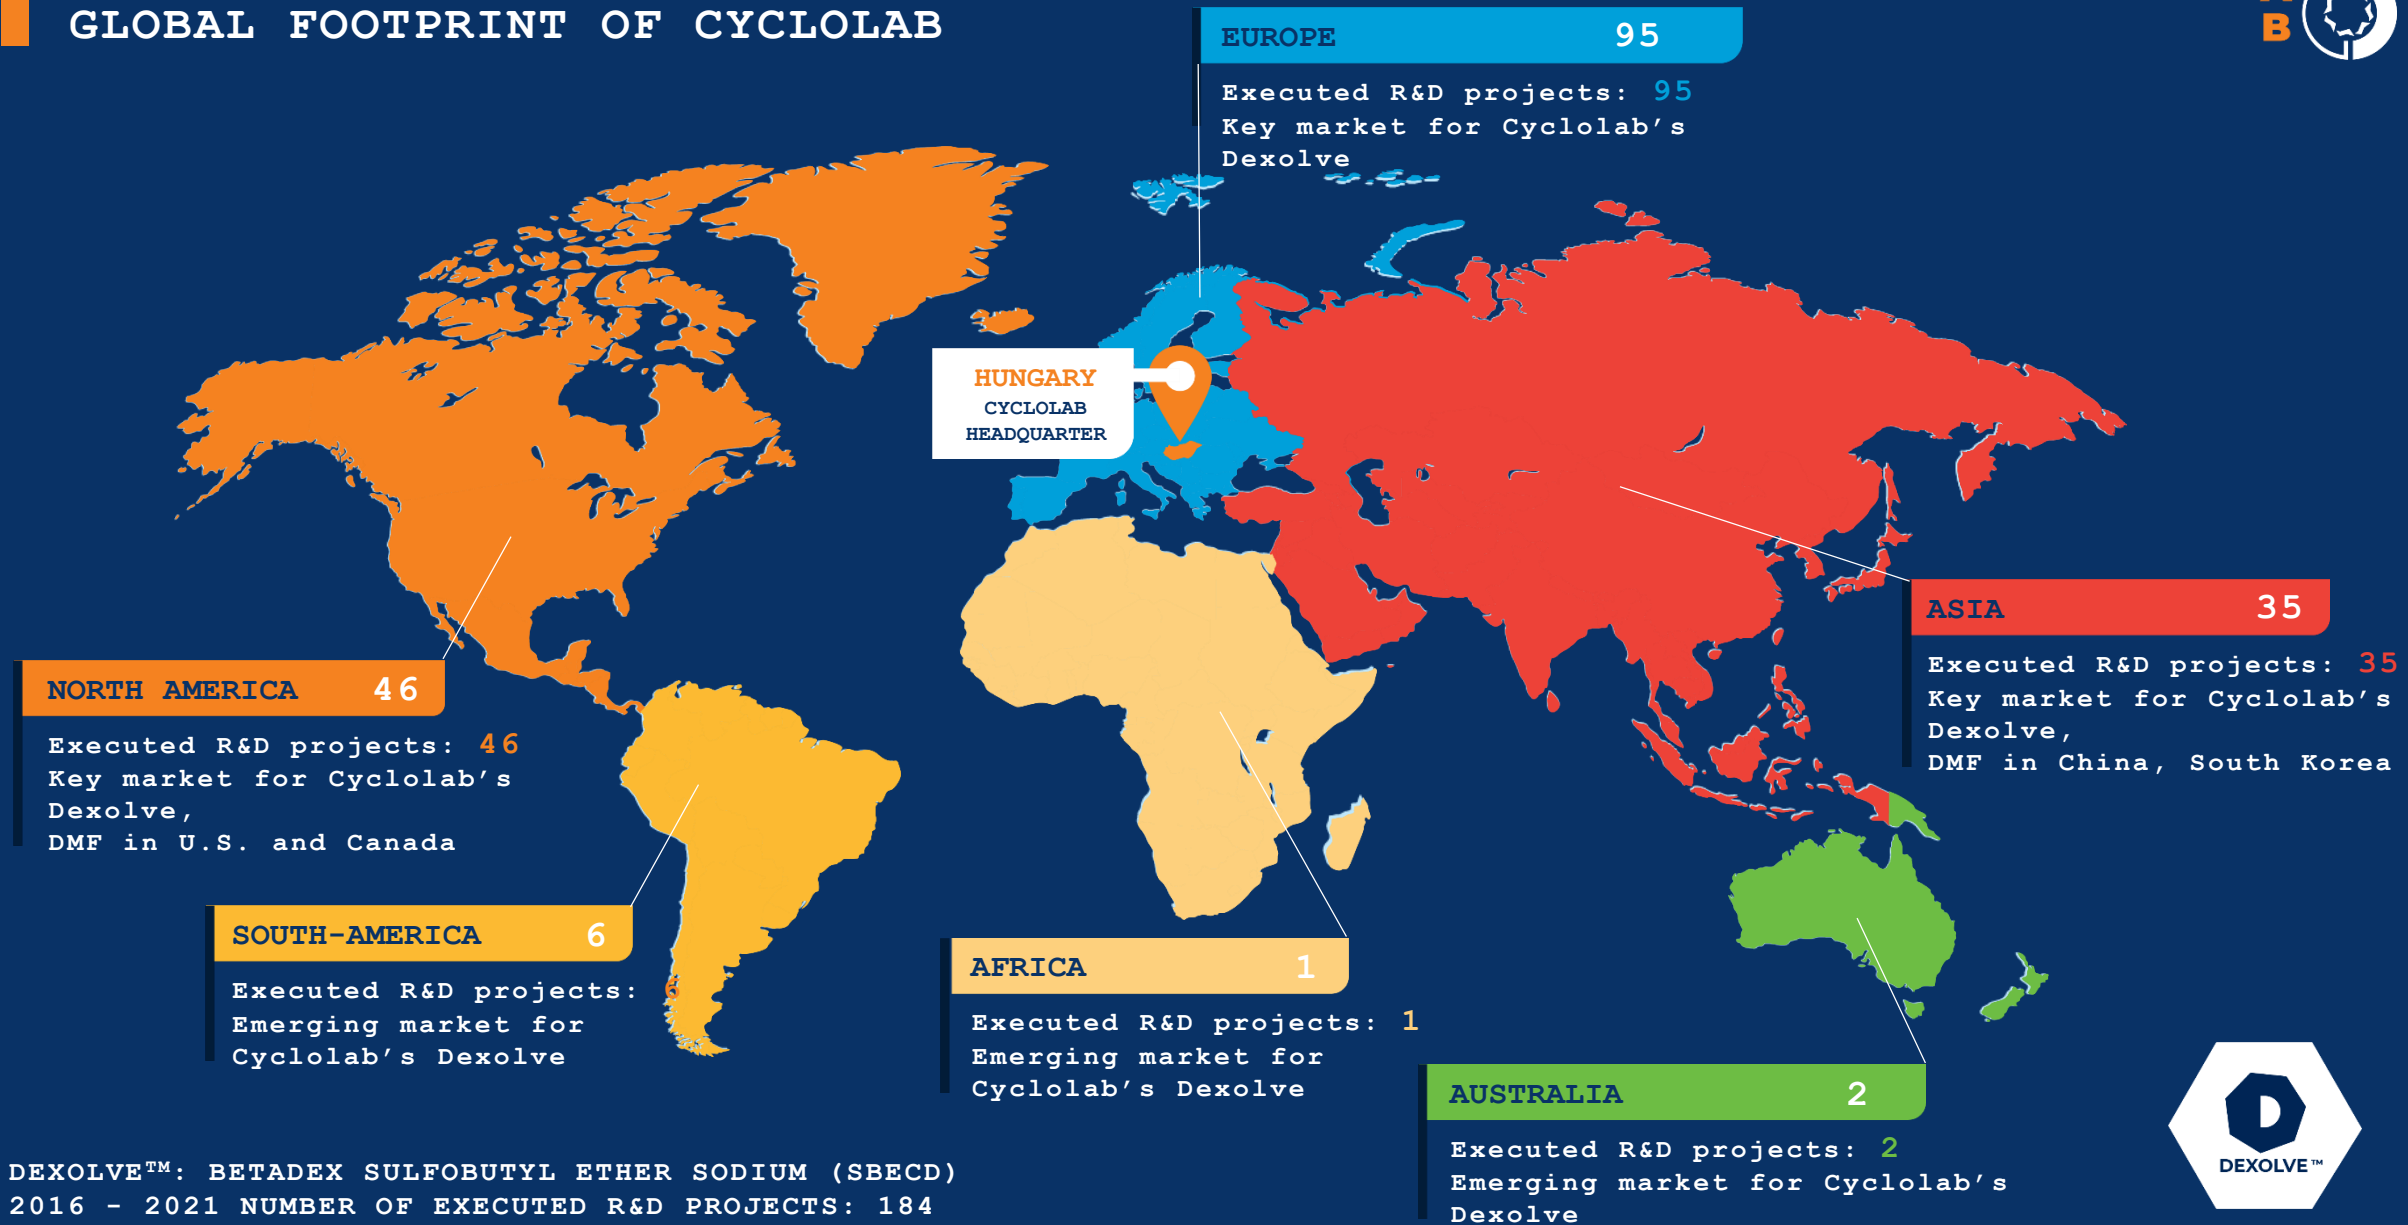 GLOBAL FOOTPRINT OF CYCLOLAB
B
EUROPE 95
Executed R&D projects: 95
Key market for Cyclolab's
Dexolve
HUNGARY
CYCLOLAB
HEADQUARTER
ASIA 35
Executed R&D projects: 35
Key market for Cyclolab's
Dexolve,
DMF in China, South Korea
NORTH AMERICA 46
Executed R&D projects: 46
Key market for Cyclolab's
Dexolve,
DMF in U.S. and Canada
SOUTH-AMERICA 6
Executed R&D projects: 6
Emerging market for
Cyclolab's Dexolve
AFRICA 1
Executed R&D projects: 1
Emerging market for
Cyclolab's Dexolve
AUSTRALIA 2
Executed R&D projects: 2
Emerging market for Cyclolab's
Dexolve
D
DEXOLVE™
DEXOLVE™: BETADEX SULFOBUTYL ETHER SODIUM (SBECD)
2016 - 2021 NUMBER OF EXECUTED R&D PROJECTS: 184